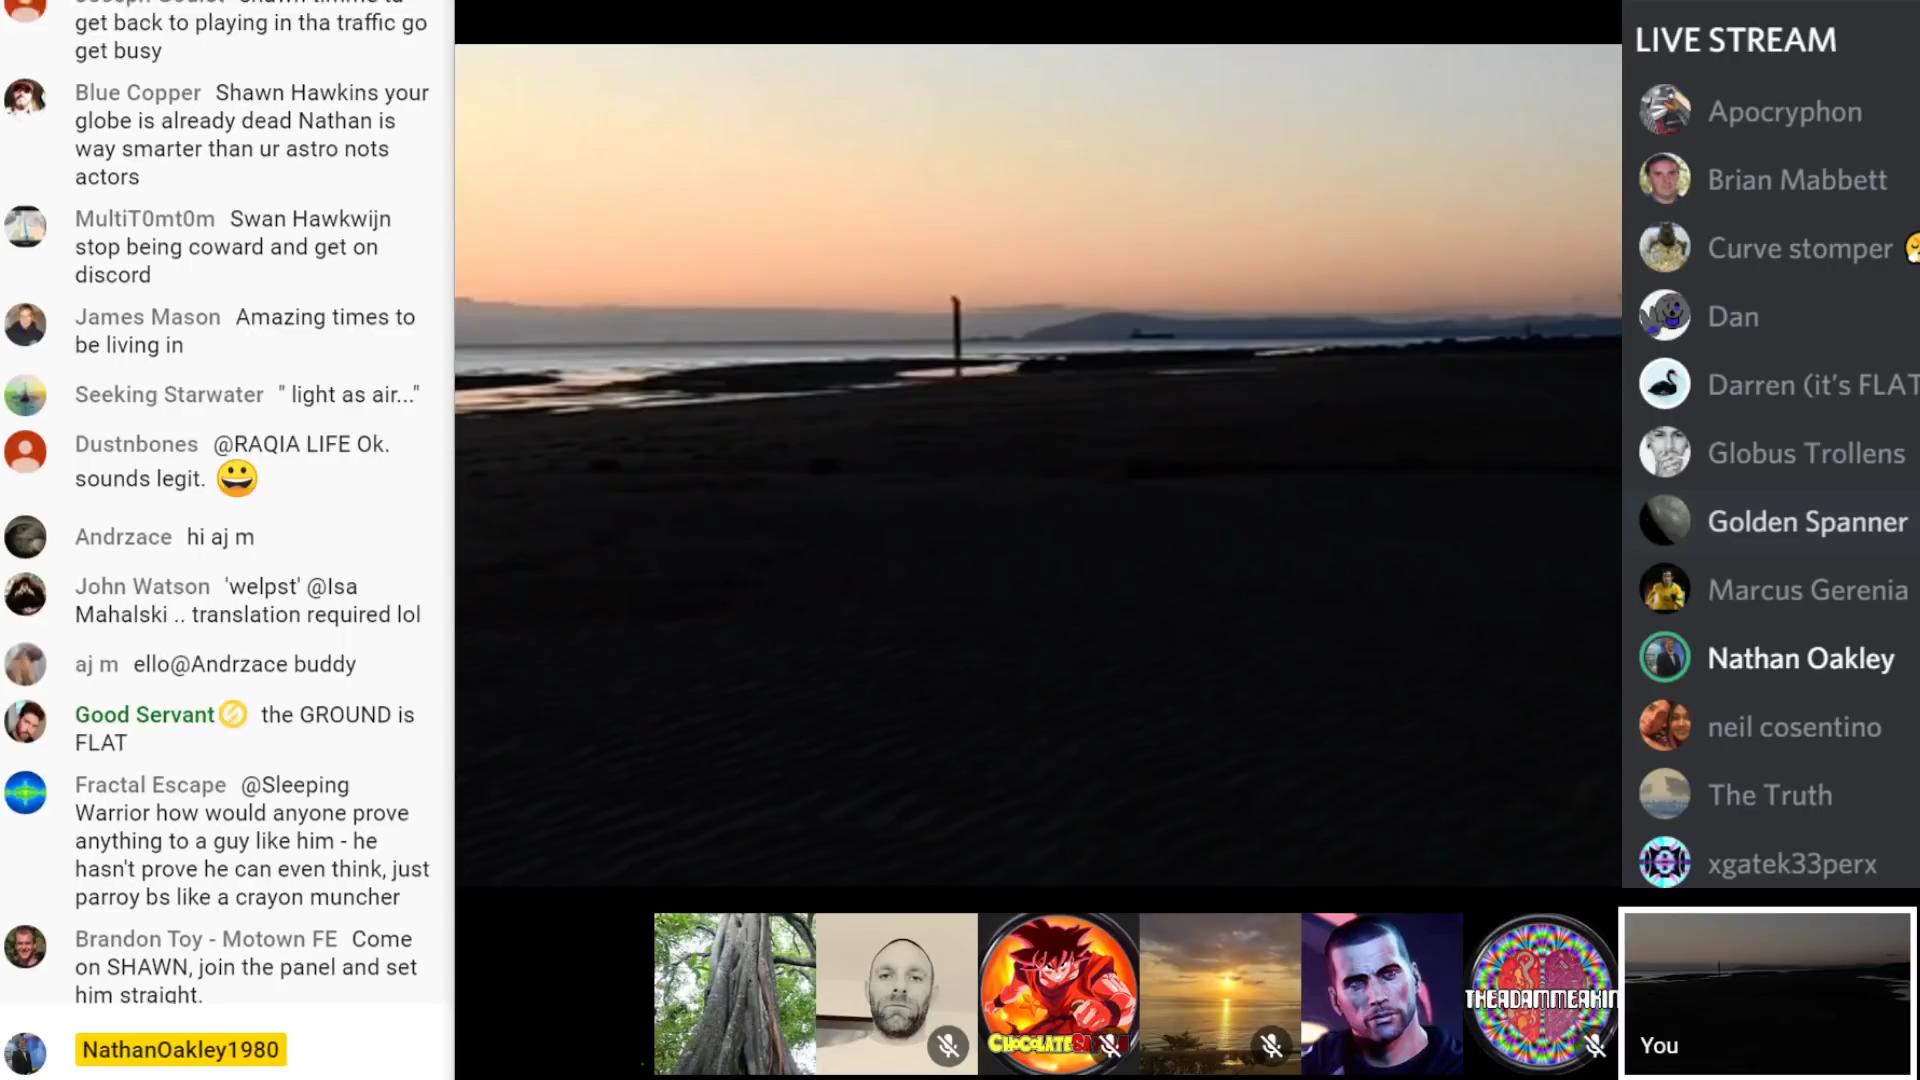 get back to playing in tha traffic go
get busy
Blue Copper Shawn Hawkins your
globe is already dead Nathan is
way smarter than ur astro nots
actors
MultiT0mt0m Swan Hawkwijn
stop being coward and get on
discord
James Mason Amazing times to
be living in
Seeking Starwater " light as air..."
Dustnbones @RAQIA LIFE Ok.
sounds legit. 😀
Andrzace hi aj m
John Watson 'welpst' @Isa
Mahalski .. translation required lol
aj m ello@Andrzace buddy
Good Servant the GROUND is
FLAT
Fractal Escape @Sleeping
Warrior how would anyone prove
anything to a guy like him - he
hasn't prove he can even think, just
parroy bs like a crayon muncher
Brandon Toy - Motown FE Come
on SHAWN, join the panel and set
him straight.
NathanOakley1980
LIVE STREAM
Apocryphon
Brian Mabbett
Curve stomper
Dan
Darren (it's FLAT
Globus Trollens
Golden Spanner
Marcus Gerenia
Nathan Oakley
neil cosentino
The Truth
xgatek33perx
THEADAMMEAKIN
You